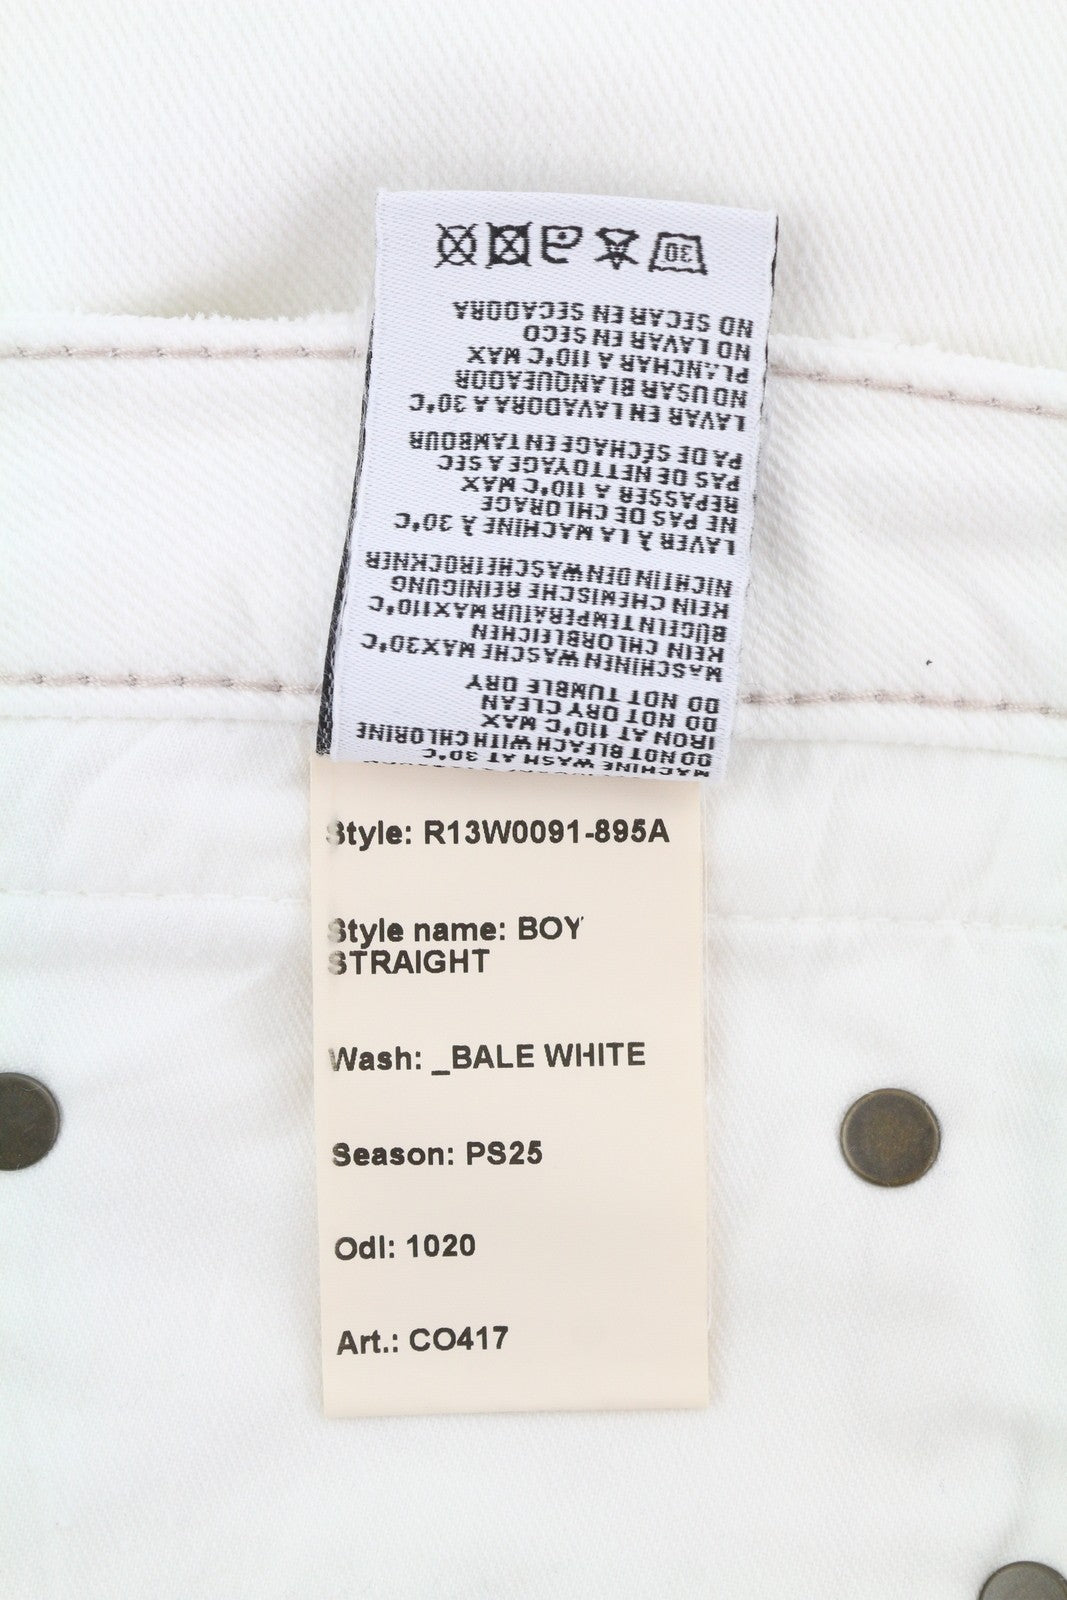 MACHINE WASH AT 30°C
DO NOT BLEACH WITH CHLORINE
IRON AT 110°C MAX
DO NOT DRY CLEAN
DO NOT TUMBLE DRY
MASCHINEN WASCHE MAX30°C
KEIN CHLORBLEICHEN
BÜGELN TEMPERATUR MAX110°C
KEIN CHEMISCHE REINIGUNG
NICHT IN DEN WASCHETROCKNER
LAVER À LA MACHINE À 30°C
NE PAS DE CHLORAGE
REPASSER A 110°C MAX
PAS DE NETTOYAGE A SEC
PA DE SÉCHAGE EN TAMBOUR
LAVAR EN LAVADORA A 30°C
NO USAR BLANQUEADOR
PLANCHAR A 110°C MAX
NO LAVAR EN SECO
NO SECAR EN SECADORA
30
Style: R13W0091-895A
Style name: BOY
STRAIGHT
Wash: _BALE WHITE
Season: PS25
Odl: 1020
Art.: CO417